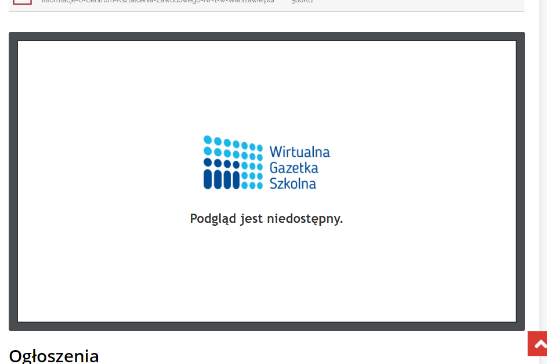 Wirtualna
Gazetka
Szkolna
Podgląd jest niedostępny.
Ogłoszenia